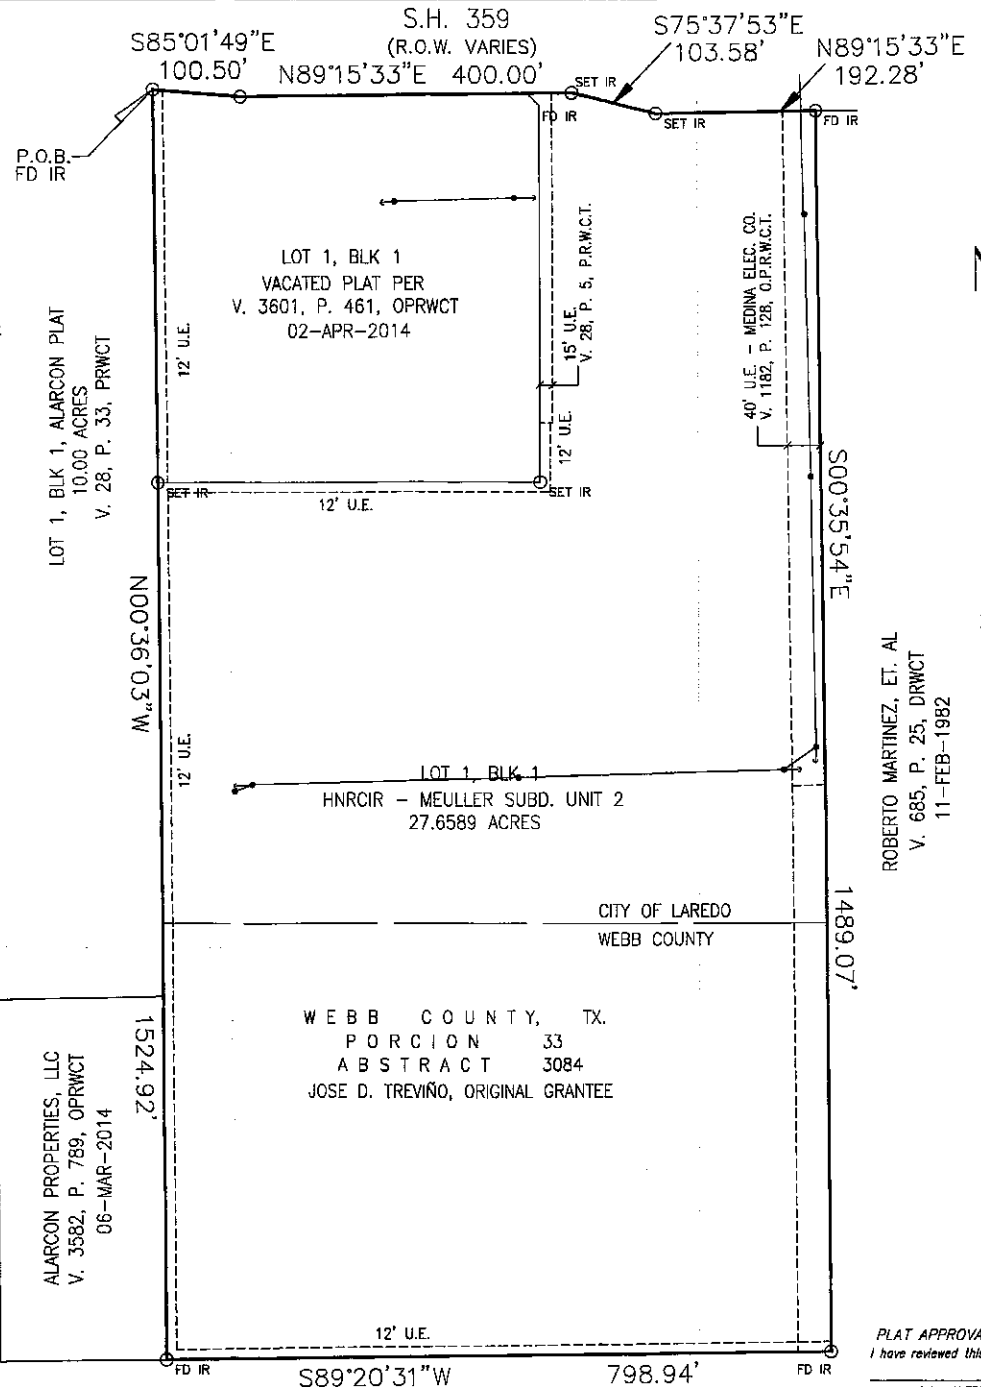 S.H. 359
(R.O.W. VARIES)
S85°01'49"E
100.50'
N89°15'33"E 400.00'
S75°37'53"E
103.58'
N89°15'33"E
192.28'
SET IR
FD IR
SET IR
FD IR
P.O.B.
FD IR
LOT 1, BLK 1
VACATED PLAT PER
V. 3601, P. 461, OPRWCT
02-APR-2014
12' U.E.
15' U.E.
V. 28, P. 5, P.R.W.C.T.
12' U.E.
40' U.E. - MEDINA ELEC. CO.
V. 1182, P. 128, O.P.R.W.C.T.
LOT 1, BLK 1, ALARCON PLAT
10.00 ACRES
V. 28, P. 33, PRWCT
SET IR
12' U.E.
SET IR
S00°35'54"E
N00°36'03"W
12' U.E.
ROBERTO MARTINEZ, ET. AL
V. 685, P. 25, DRWCT
11-FEB-1982
LOT 1, BLK 1
HNRCIR - MEULLER SUBD. UNIT 2
27.6589 ACRES
CITY OF LAREDO
WEBB COUNTY
1489.07'
WEBB COUNTY, TX.
PORCION 33
ABSTRACT 3084
JOSE D. TREVIÑO, ORIGINAL GRANTEE
1524.92'
ALARCON PROPERTIES, LLC
V. 3582, P. 789, OPRWCT
06-MAR-2014
12' U.E.
FD IR
S89°20'31"W
798.94'
FD IR
PLAT APPROVA
I have reviewed this